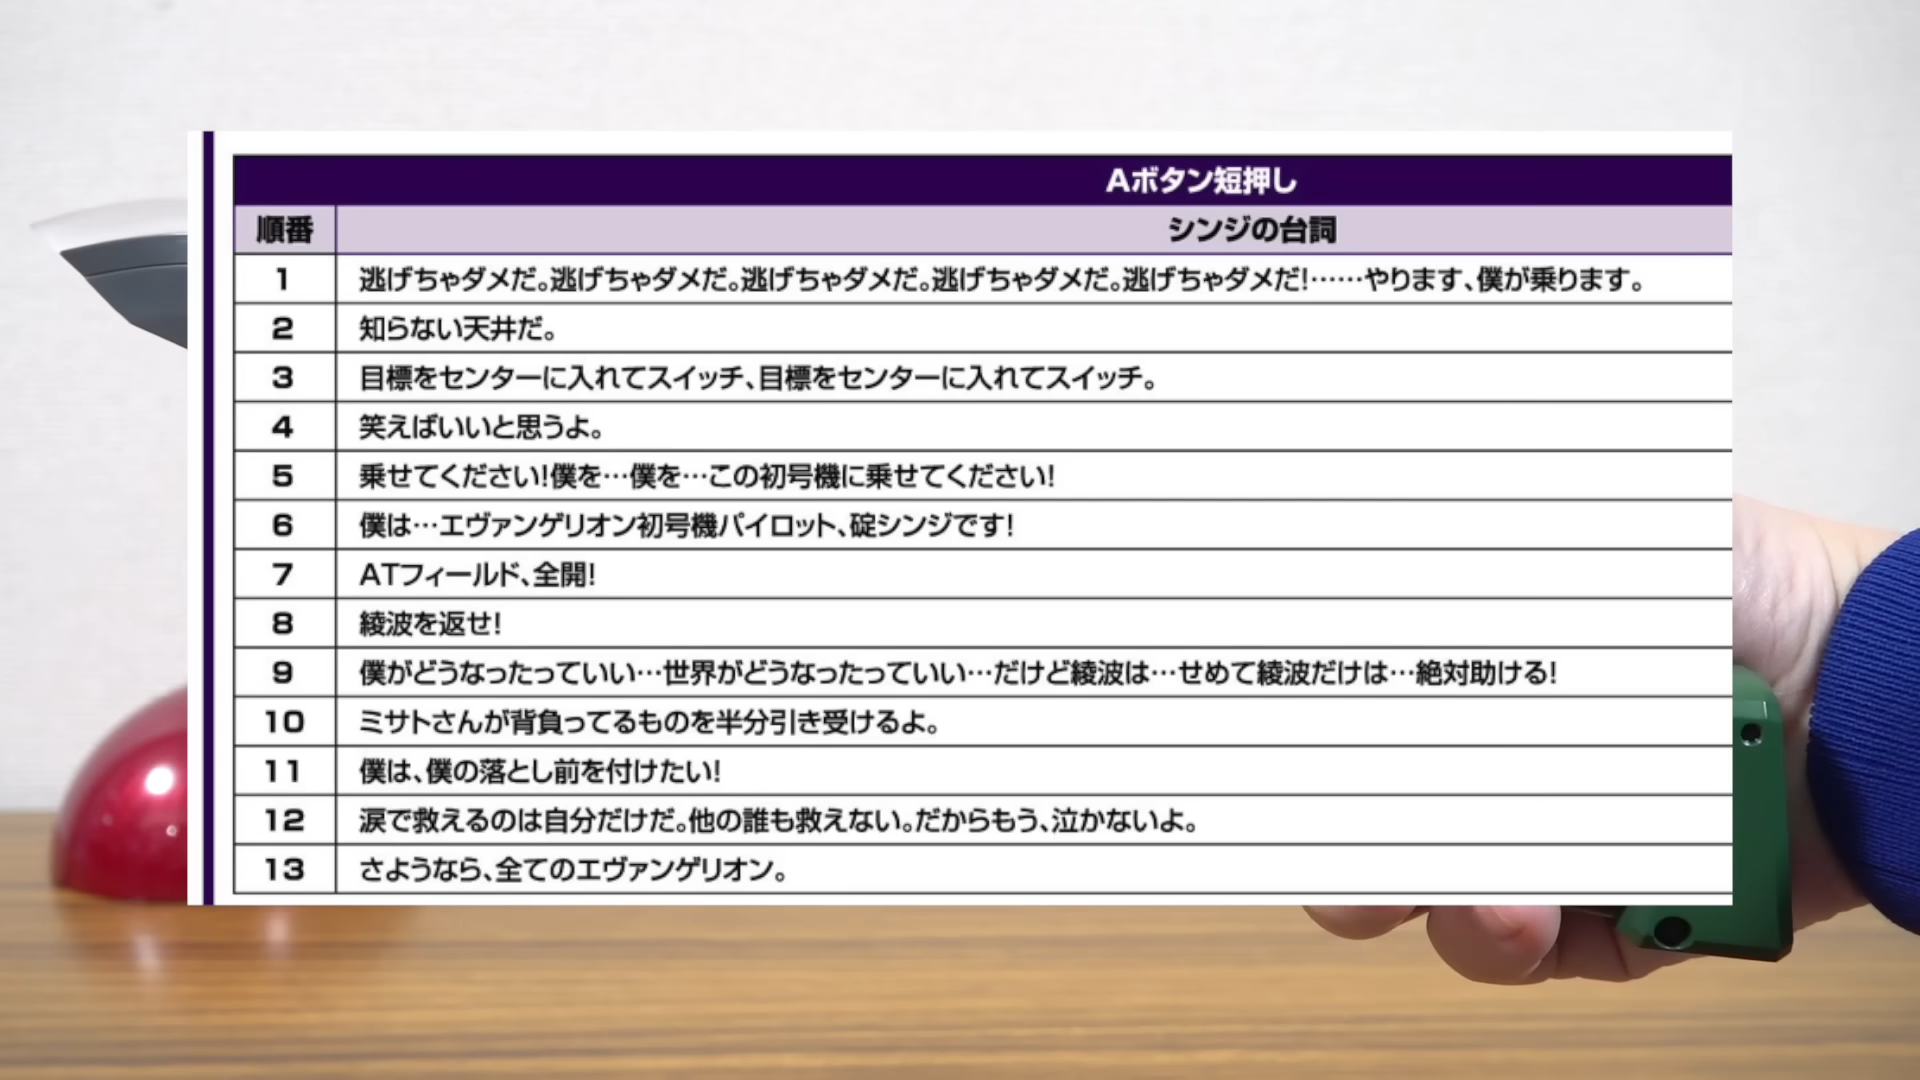 Aボタン短押し
順番 シンジの台詞
1 逃げちゃダメだ。逃げちゃダメだ。逃げちゃダメだ。逃げちゃダメだ。逃げちゃダメだ!……やります、僕が乗ります。
2 知らない天井だ。
3 目標をセンターに入れてスイッチ、目標をセンターに入れてスイッチ。
4 笑えばいいと思うよ。
5 乗せてください!僕を…僕を…この初号機に乗せてください!
6 僕は…エヴァンゲリオン初号機パイロット、碇シンジです!
7 ATフィールド、全開!
8 綾波を返せ!
9 僕がどうなったっていい…世界がどうなったっていい…だけど綾波は…せめて綾波だけは…絶対助ける!
10 ミサトさんが背負ってるものを半分引き受けるよ。
11 僕は、僕の落とし前を付けたい!
12 涙で救えるのは自分だけだ。他の誰も救えない。だからもう、泣かないよ。
13 さようなら、全てのエヴァンゲリオン。